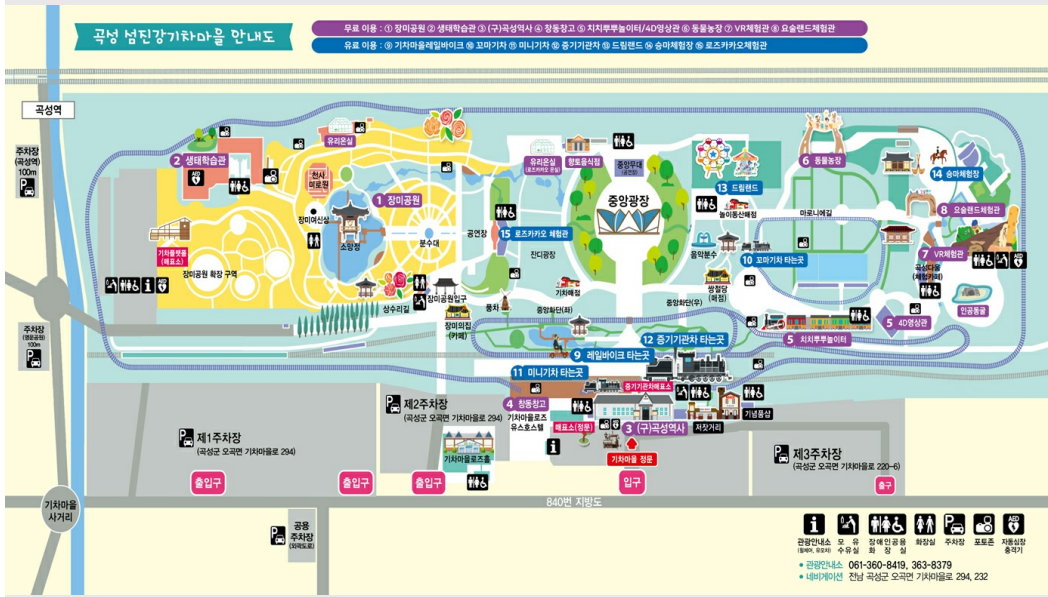 곡성 섬진강기차마을 안내도
무료 이용 : ① 장미공원 ② 생태학습관 ③ (구)곡성역사 ④ 창동창고 ⑤ 치치뿌뿌놀이터/4D영상관 ⑥ 동물농장 ⑦ VR체험관 ⑧ 요술랜드체험관
유료 이용 : ⑨ 기차마을레일바이크 ⑩ 꼬마기차 ⑪ 미니기차 ⑫ 증기기관차 ⑬ 드림랜드 ⑭ 승마체험장 ⑮ 로즈카카오체험관
곡성역
주차장
(곡성역)
100m
P
2 생태학습관
AED
유리온실
천사
미로원
장미여신상
1 장미공원
소망정
분수대
기차플랫폼
(매표소)
장미공원 확장 구역
상수리길
장미공원입구
장미의집
(카페)
공연장
유리온실
(로즈카카오 온실)
향토음식점
15 로즈카카오 체험관
잔디광장
기차매점
풍차
중앙화단(좌)
중앙무대
(공연장)
중앙광장
중앙화단(우)
13 드림랜드
놀이동산매점
음악분수
쌍절당
(매점)
10 꼬마기차 타는곳
마로니에길
6 동물농장
14 승마체험장
8 요술랜드체험관
7 VR체험관
곡성다움
(체험카페)
AED
인공동굴
5 4D영상관
5 치치뿌뿌놀이터
12 증기기관차 타는곳
9 레일바이크 타는곳
11 미니기차 타는곳
증기기관차매표소
4 창동창고
기차마을로즈
유스호스텔
매표소(정문)
AED
3 (구)곡성역사
저잣거리
기념품샵
기차마을 정문
주차장
(영운공원)
100m
P
P 제1주차장
(곡성군 오곡면 기차마을로 294)
P 제2주차장
(곡성군 오곡면 기차마을로 294)
기차마을로즈홀
P 제3주차장
(곡성군 오곡면 기차마을로 220-6)
출입구
출입구
출입구
입구
출구
840번 지방도
기차마을
사거리
P
공용
주차장
(외곽도로)
관광안내소
(휠체어, 유모차)
모 유
수유실
장애인공용
화 장 실
화장실
주차장
포토존
자동심장
충격기
• 관광안내소 061-360-8419, 363-8379
• 네비게이션 전남 곡성군 오곡면 기차마을로 294, 232